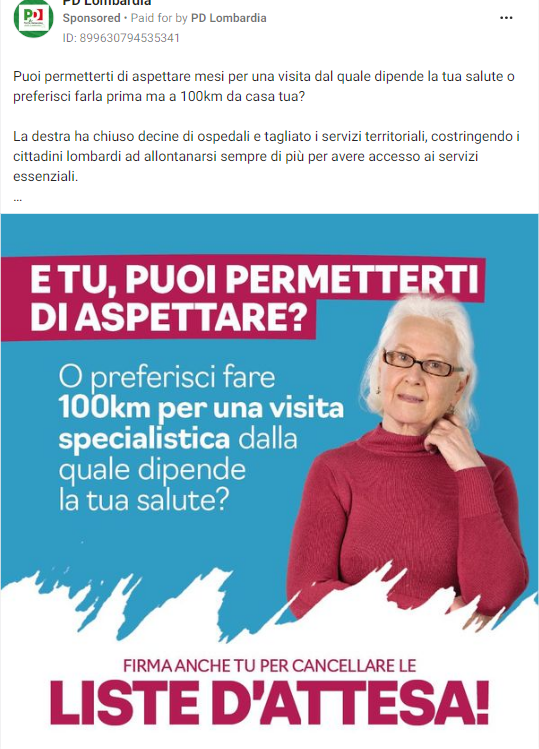 PD Lombardia
Sponsored • Paid for by PD Lombardia
ID: 899630794535341
Puoi permetterti di aspettare mesi per una visita dal quale dipende la tua salute o
preferisci farla prima ma a 100km da casa tua?
La destra ha chiuso decine di ospedali e tagliato i servizi territoriali, costringendo i
cittadini lombardi ad allontanarsi sempre di più per avere accesso ai servizi
essenziali.
...
E TU, PUOI PERMETTERTI
DI ASPETTARE?
O preferisci fare
100km per una visita
specialistica dalla
quale dipende
la tua salute?
FIRMA ANCHE TU PER CANCELLARE LE
LISTE D'ATTESA!